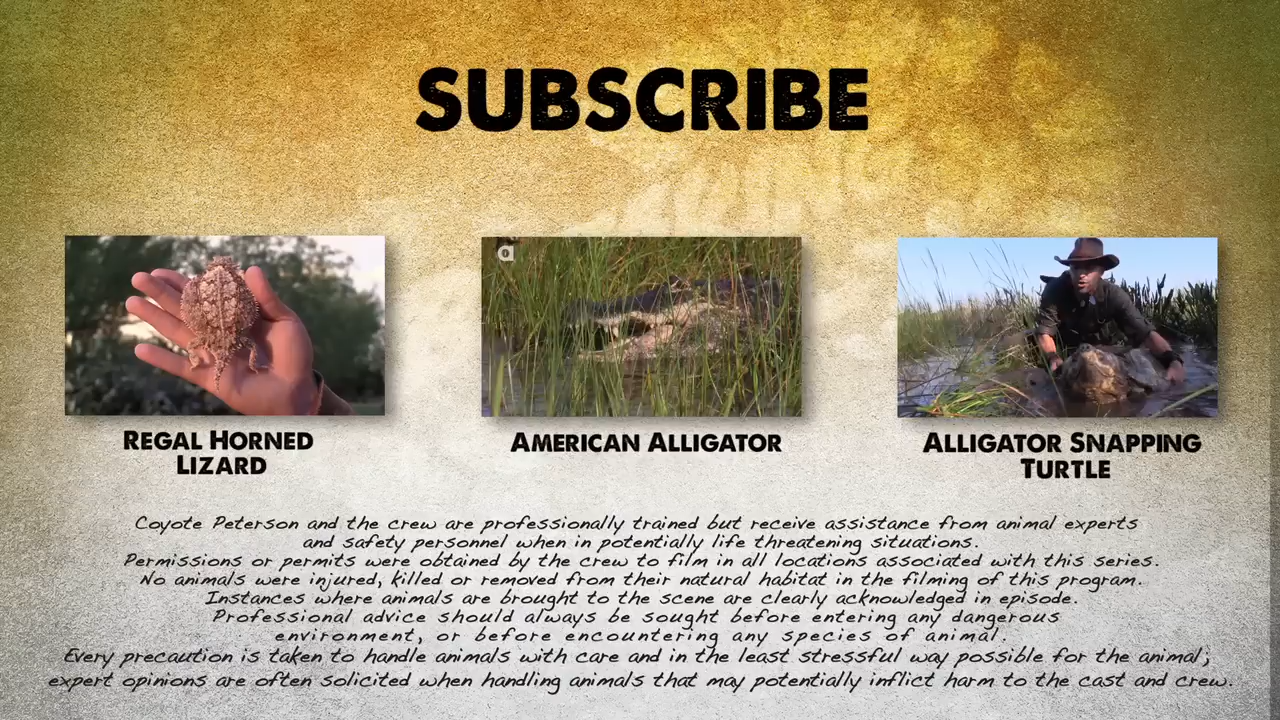 SUBSCRIBE
a
REGAL HORNED
LIZARD
AMERICAN ALLIGATOR
ALLIGATOR SNAPPING
TURTLE
Coyote Peterson and the crew are professionally trained but receive assistance from animal experts
and safety personnel when in potentially life threatening situations.
Permissions or permits were obtained by the crew to film in all locations associated with this series.
No animals were injured, killed or removed from their natural habitat in the filming of this program.
Instances where animals are brought to the scene are clearly acknowledged in episode.
Professional advice should always be sought before entering any dangerous
environment, or before encountering any species of animal.
Every precaution is taken to handle animals with care and in the least stressful way possible for the animal;
expert opinions are often solicited when handling animals that may potentially inflict harm to the cast and crew.